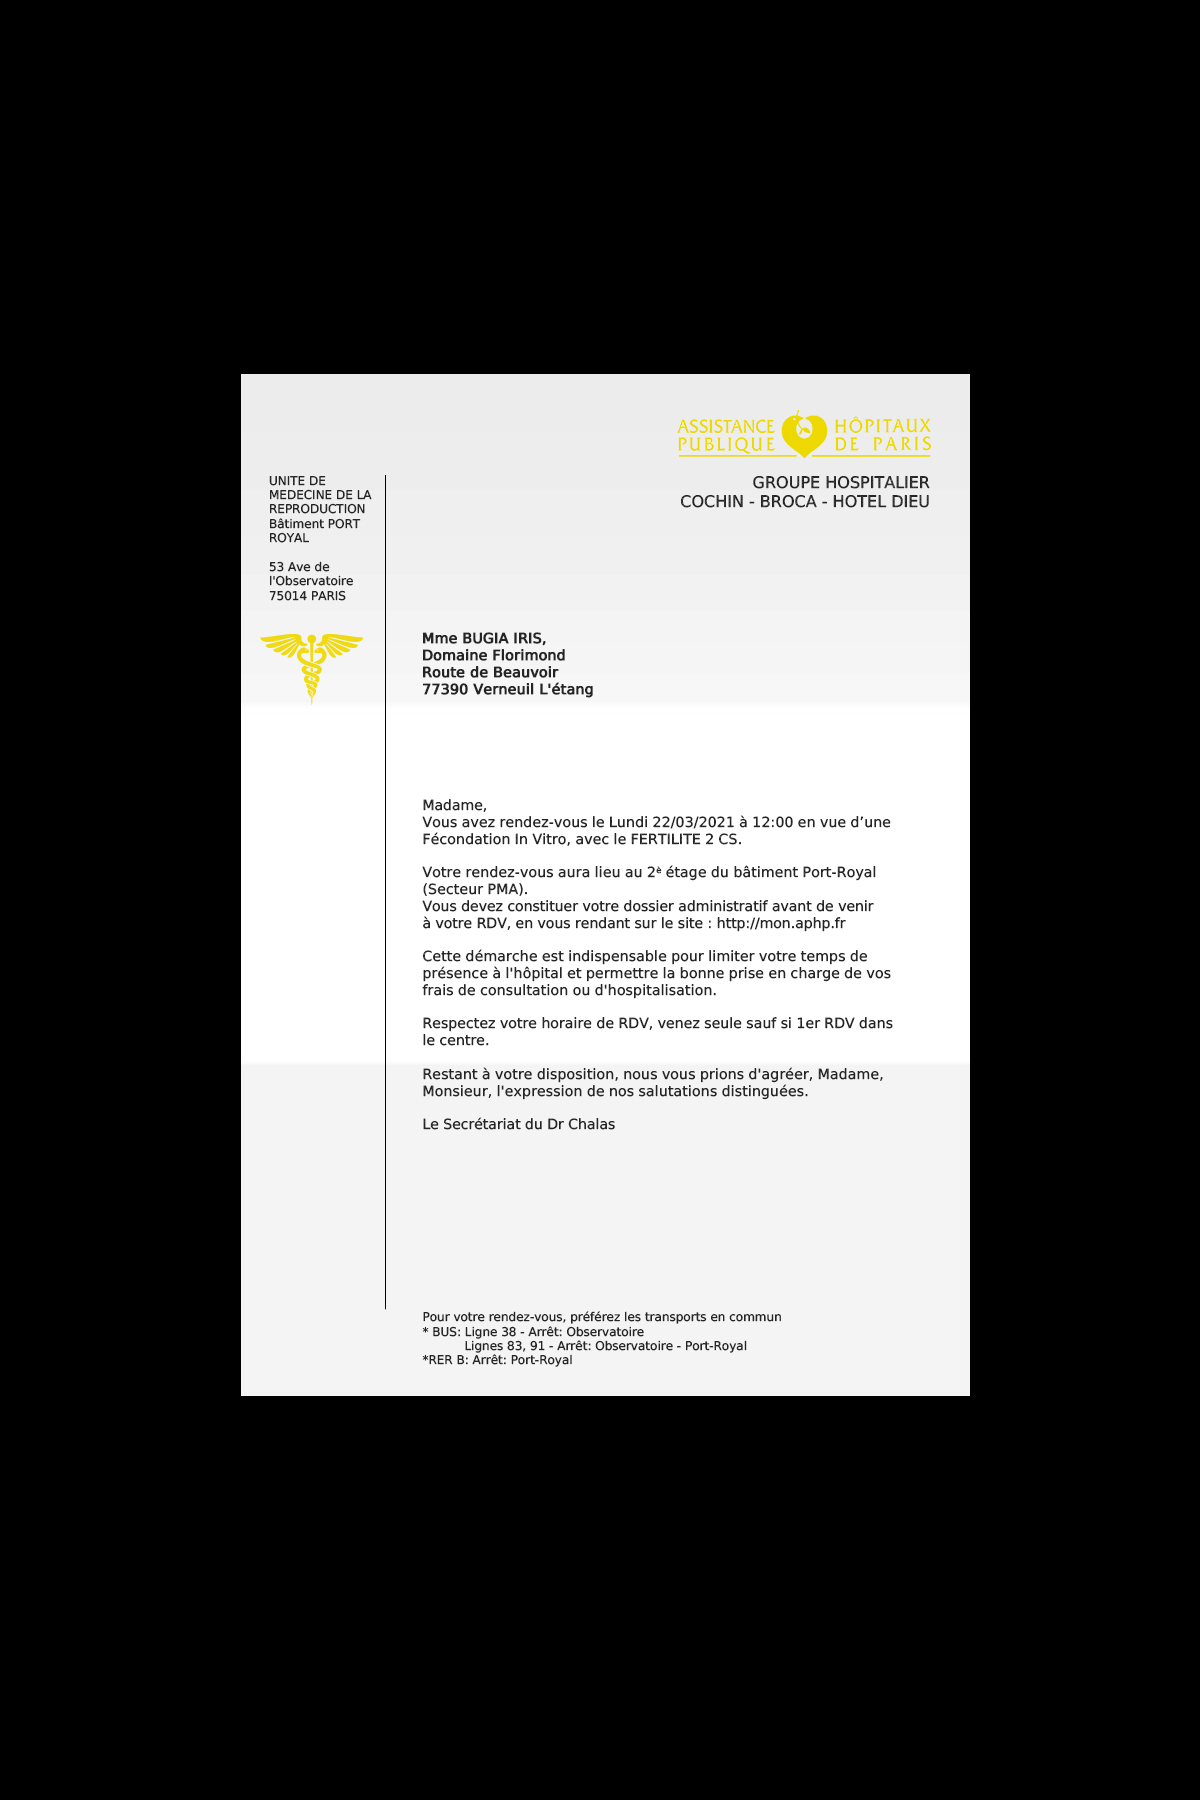 ASSISTANCE HÔPITAUX
PUBLIQUE DE PARIS
GROUPE HOSPITALIER
COCHIN - BROCA - HOTEL DIEU
UNITE DE
MEDECINE DE LA
REPRODUCTION
Bâtiment PORT
ROYAL
53 Ave de
l'Observatoire
75014 PARIS
Mme BUGIA IRIS,
Domaine Florimond
Route de Beauvoir
77390 Verneuil L'étang
Madame,
Vous avez rendez-vous le Lundi 22/03/2021 à 12:00 en vue d’une
Fécondation In Vitro, avec le FERTILITE 2 CS.
Votre rendez-vous aura lieu au 2è étage du bâtiment Port-Royal
(Secteur PMA).
Vous devez constituer votre dossier administratif avant de venir
à votre RDV, en vous rendant sur le site : http://mon.aphp.fr
Cette démarche est indispensable pour limiter votre temps de
présence à l'hôpital et permettre la bonne prise en charge de vos
frais de consultation ou d'hospitalisation.
Respectez votre horaire de RDV, venez seule sauf si 1er RDV dans
le centre.
Restant à votre disposition, nous vous prions d'agréer, Madame,
Monsieur, l'expression de nos salutations distinguées.
Le Secrétariat du Dr Chalas
Pour votre rendez-vous, préférez les transports en commun
* BUS: Ligne 38 - Arrêt: Observatoire
Lignes 83, 91 - Arrêt: Observatoire - Port-Royal
*RER B: Arrêt: Port-Royal